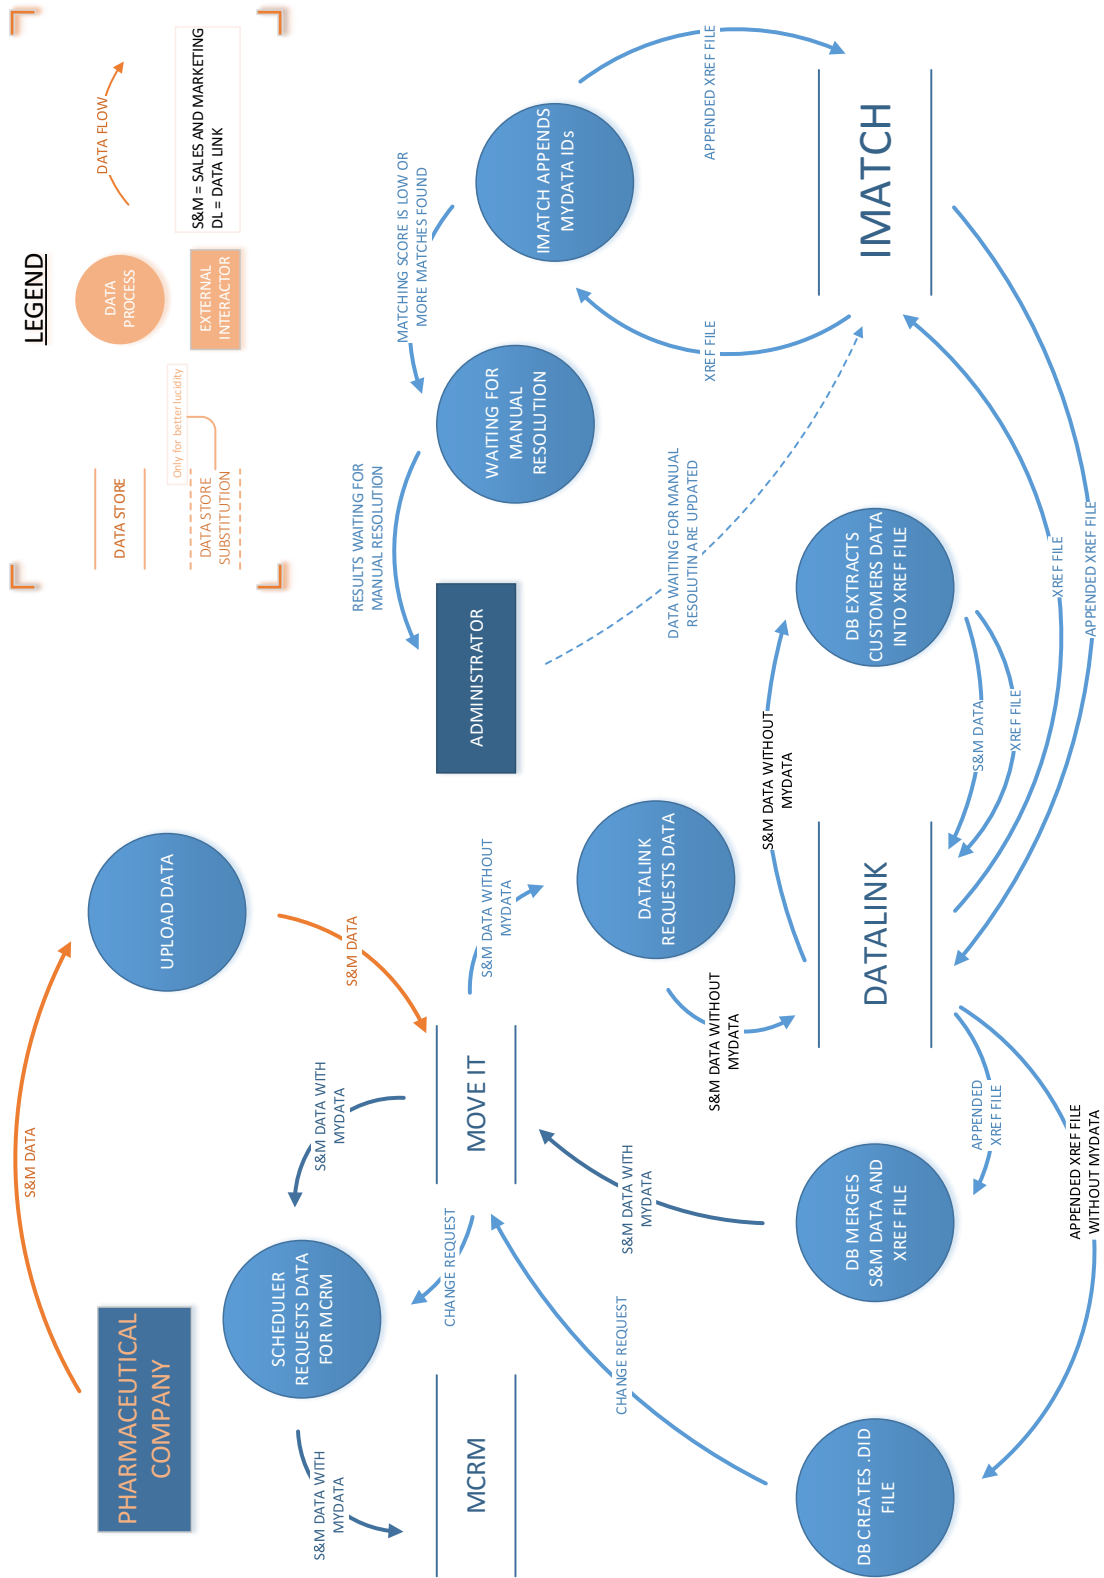 LEGEND
DATA STORE
DATA STORE
SUBSTITUTION
Only for better lucidity
DATA
PROCESS
EXTERNAL
INTERACTOR
DATA FLOW
S&M = SALES AND MARKETING
DL = DATA LINK
PHARMACEUTICAL
COMPANY
S&M DATA
UPLOAD DATA
S&M DATA
SCHEDULER
REQUESTS DATA
FOR MCRM
S&M DATA WITH
MYDATA
S&M DATA WITH
MYDATA
CHANGE REQUEST
MCRM
MOVE IT
S&M DATA WITHOUT
MYDATA
ADMINISTRATOR
RESULTS WAITING FOR
MANUAL RESOLUTION
WAITING FOR
MANUAL
RESOLUTION
MATCHING SCORE IS LOW OR
MORE MATCHES FOUND
IMATCH APPENDS
MYDATA IDs
APPENDED XREF FILE
XREF FILE
DATA WAITING FOR MANUAL
RESOLUTIN ARE UPDATED
DATALINK
REQUESTS DATA
S&M DATA WITHOUT
MYDATA
S&M DATA WITHOUT
MYDATA
S&M DATA WITH
MYDATA
CHANGE REQUEST
DB CREATES .DID
FILE
DB MERGES
S&M DATA AND
XREF FILE
DATALINK
DB EXTRACTS
CUSTOMERS DATA
INTO XREF FILE
IMATCH
APPENDED
XREF FILE
S&M DATA
XREF FILE
XREF FILE
APPENDED XREF FILE
APPENDED XREF FILE
WITHOUT MYDATA